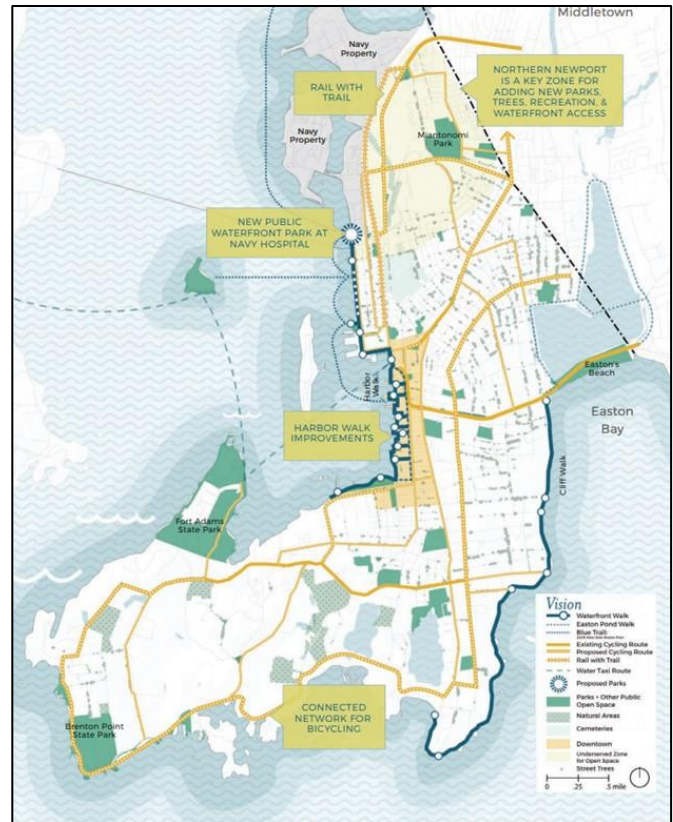 Middletown
Navy
Property
RAIL WITH
TRAIL
NORTHERN NEWPORT
IS A KEY ZONE FOR
ADDING NEW PARKS,
TREES, RECREATION, &
WATERFRONT ACCESS
Navy
Property
Miantonomi
Park
NEW PUBLIC
WATERFRONT PARK AT
NAVY HOSPITAL
Harbor
Walk
Easton's
Beach
Easton
Bay
HARBOR WALK
IMPROVEMENTS
Cliff Walk
Fort Adams
State Park
Brenton Point
State Park
CONNECTED
NETWORK FOR
BICYCLING
Vision
Waterfront Walk
Easton Pond Walk
Blue Trail
Existing Cycling Route
Proposed Cycling Route
Rail with Trail
Water Taxi Route
Proposed Parks
Parks + Other Public
Open Space
Natural Areas
Cemeteries
Downtown
Underserved Zone
for Open Space
Street Trees
0 .25 .5 mile